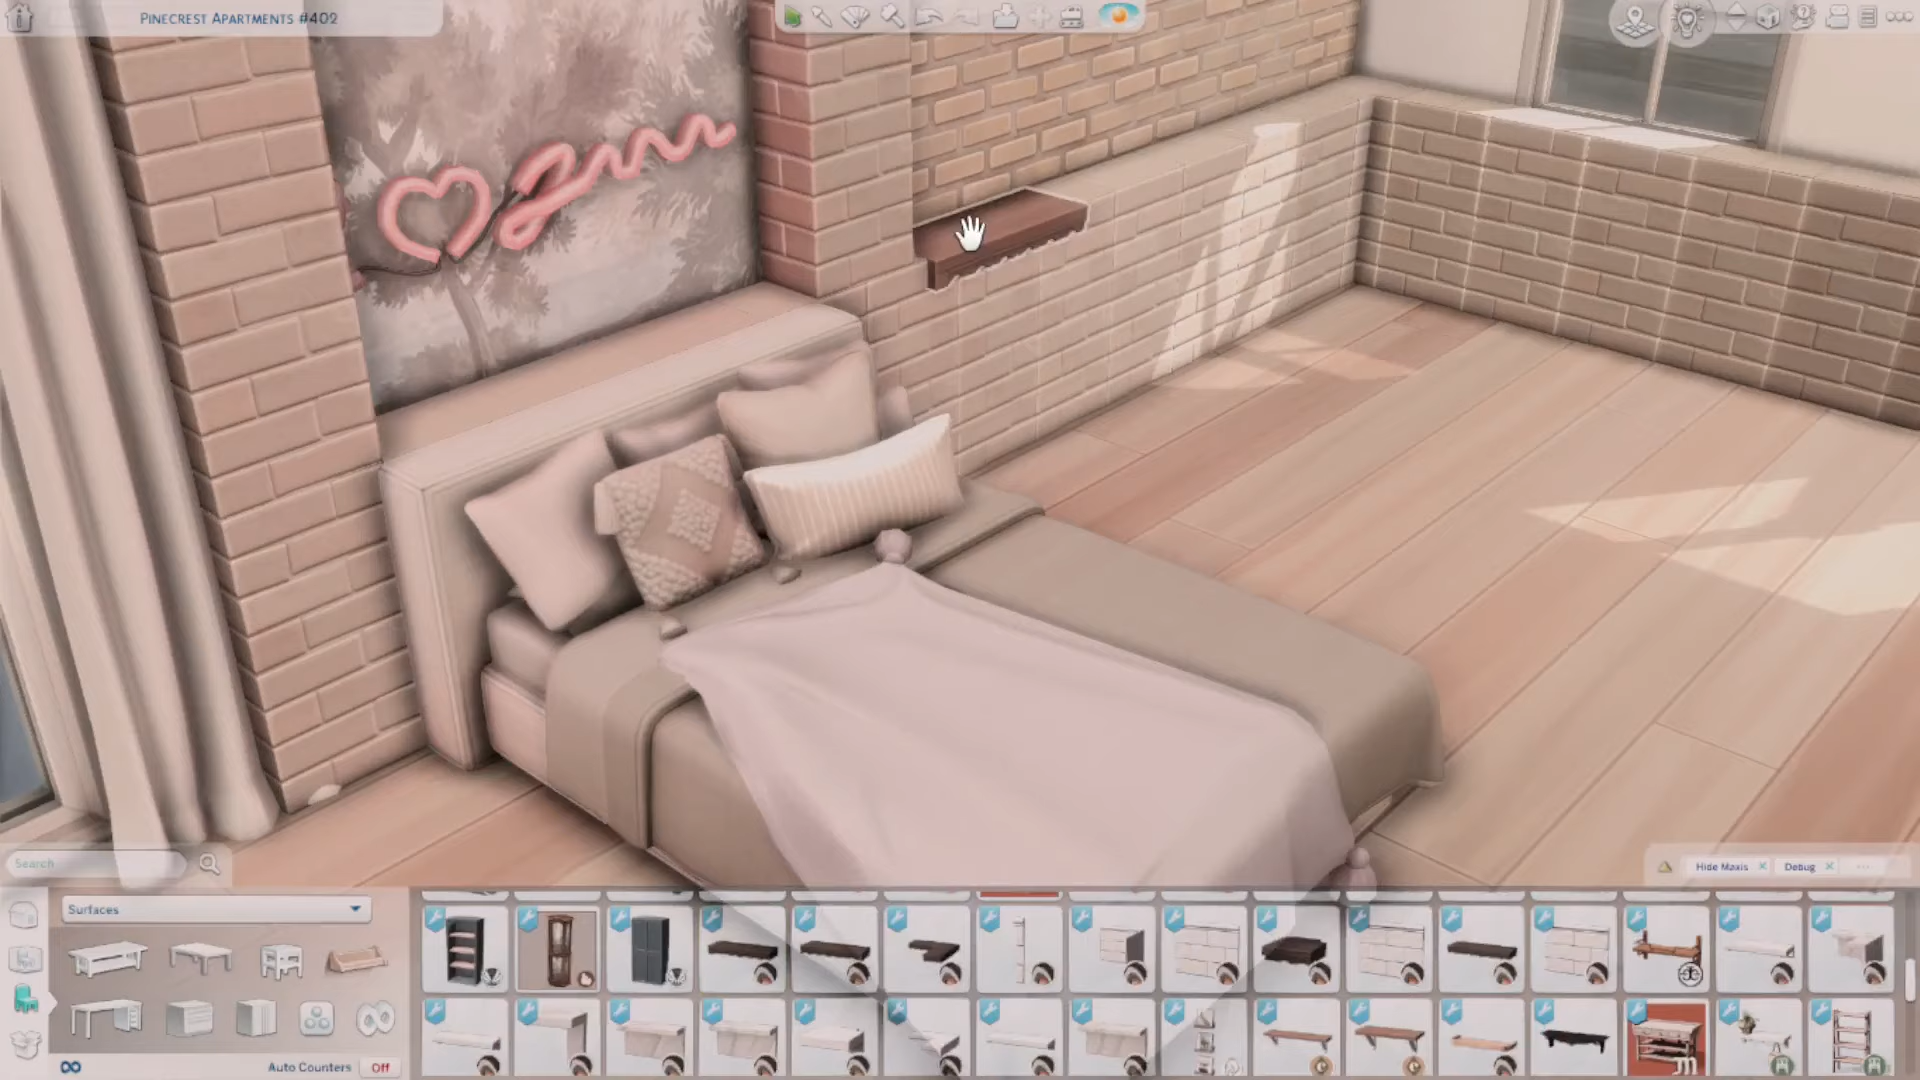 PINECREST APARTMENTS #402
Search
Hide Maxis
Debug
Surfaces
Auto Counters Off